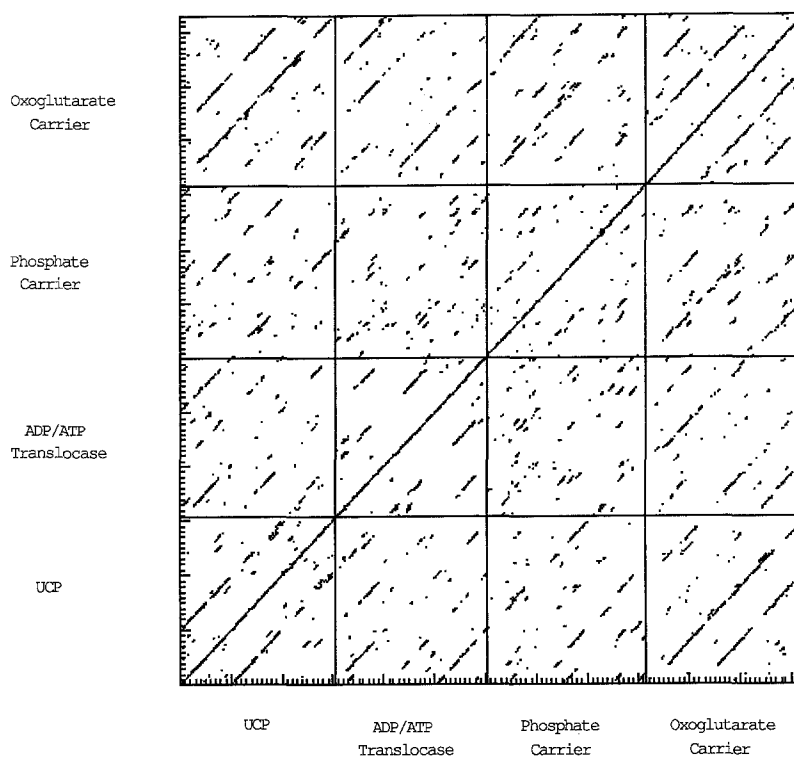 Oxoglutarate
Carrier
Phosphate
Carrier
ADP/ATP
Translocase
UCP
UCP
ADP/ATP
Translocase
Phosphate
Carrier
Oxoglutarate
Carrier